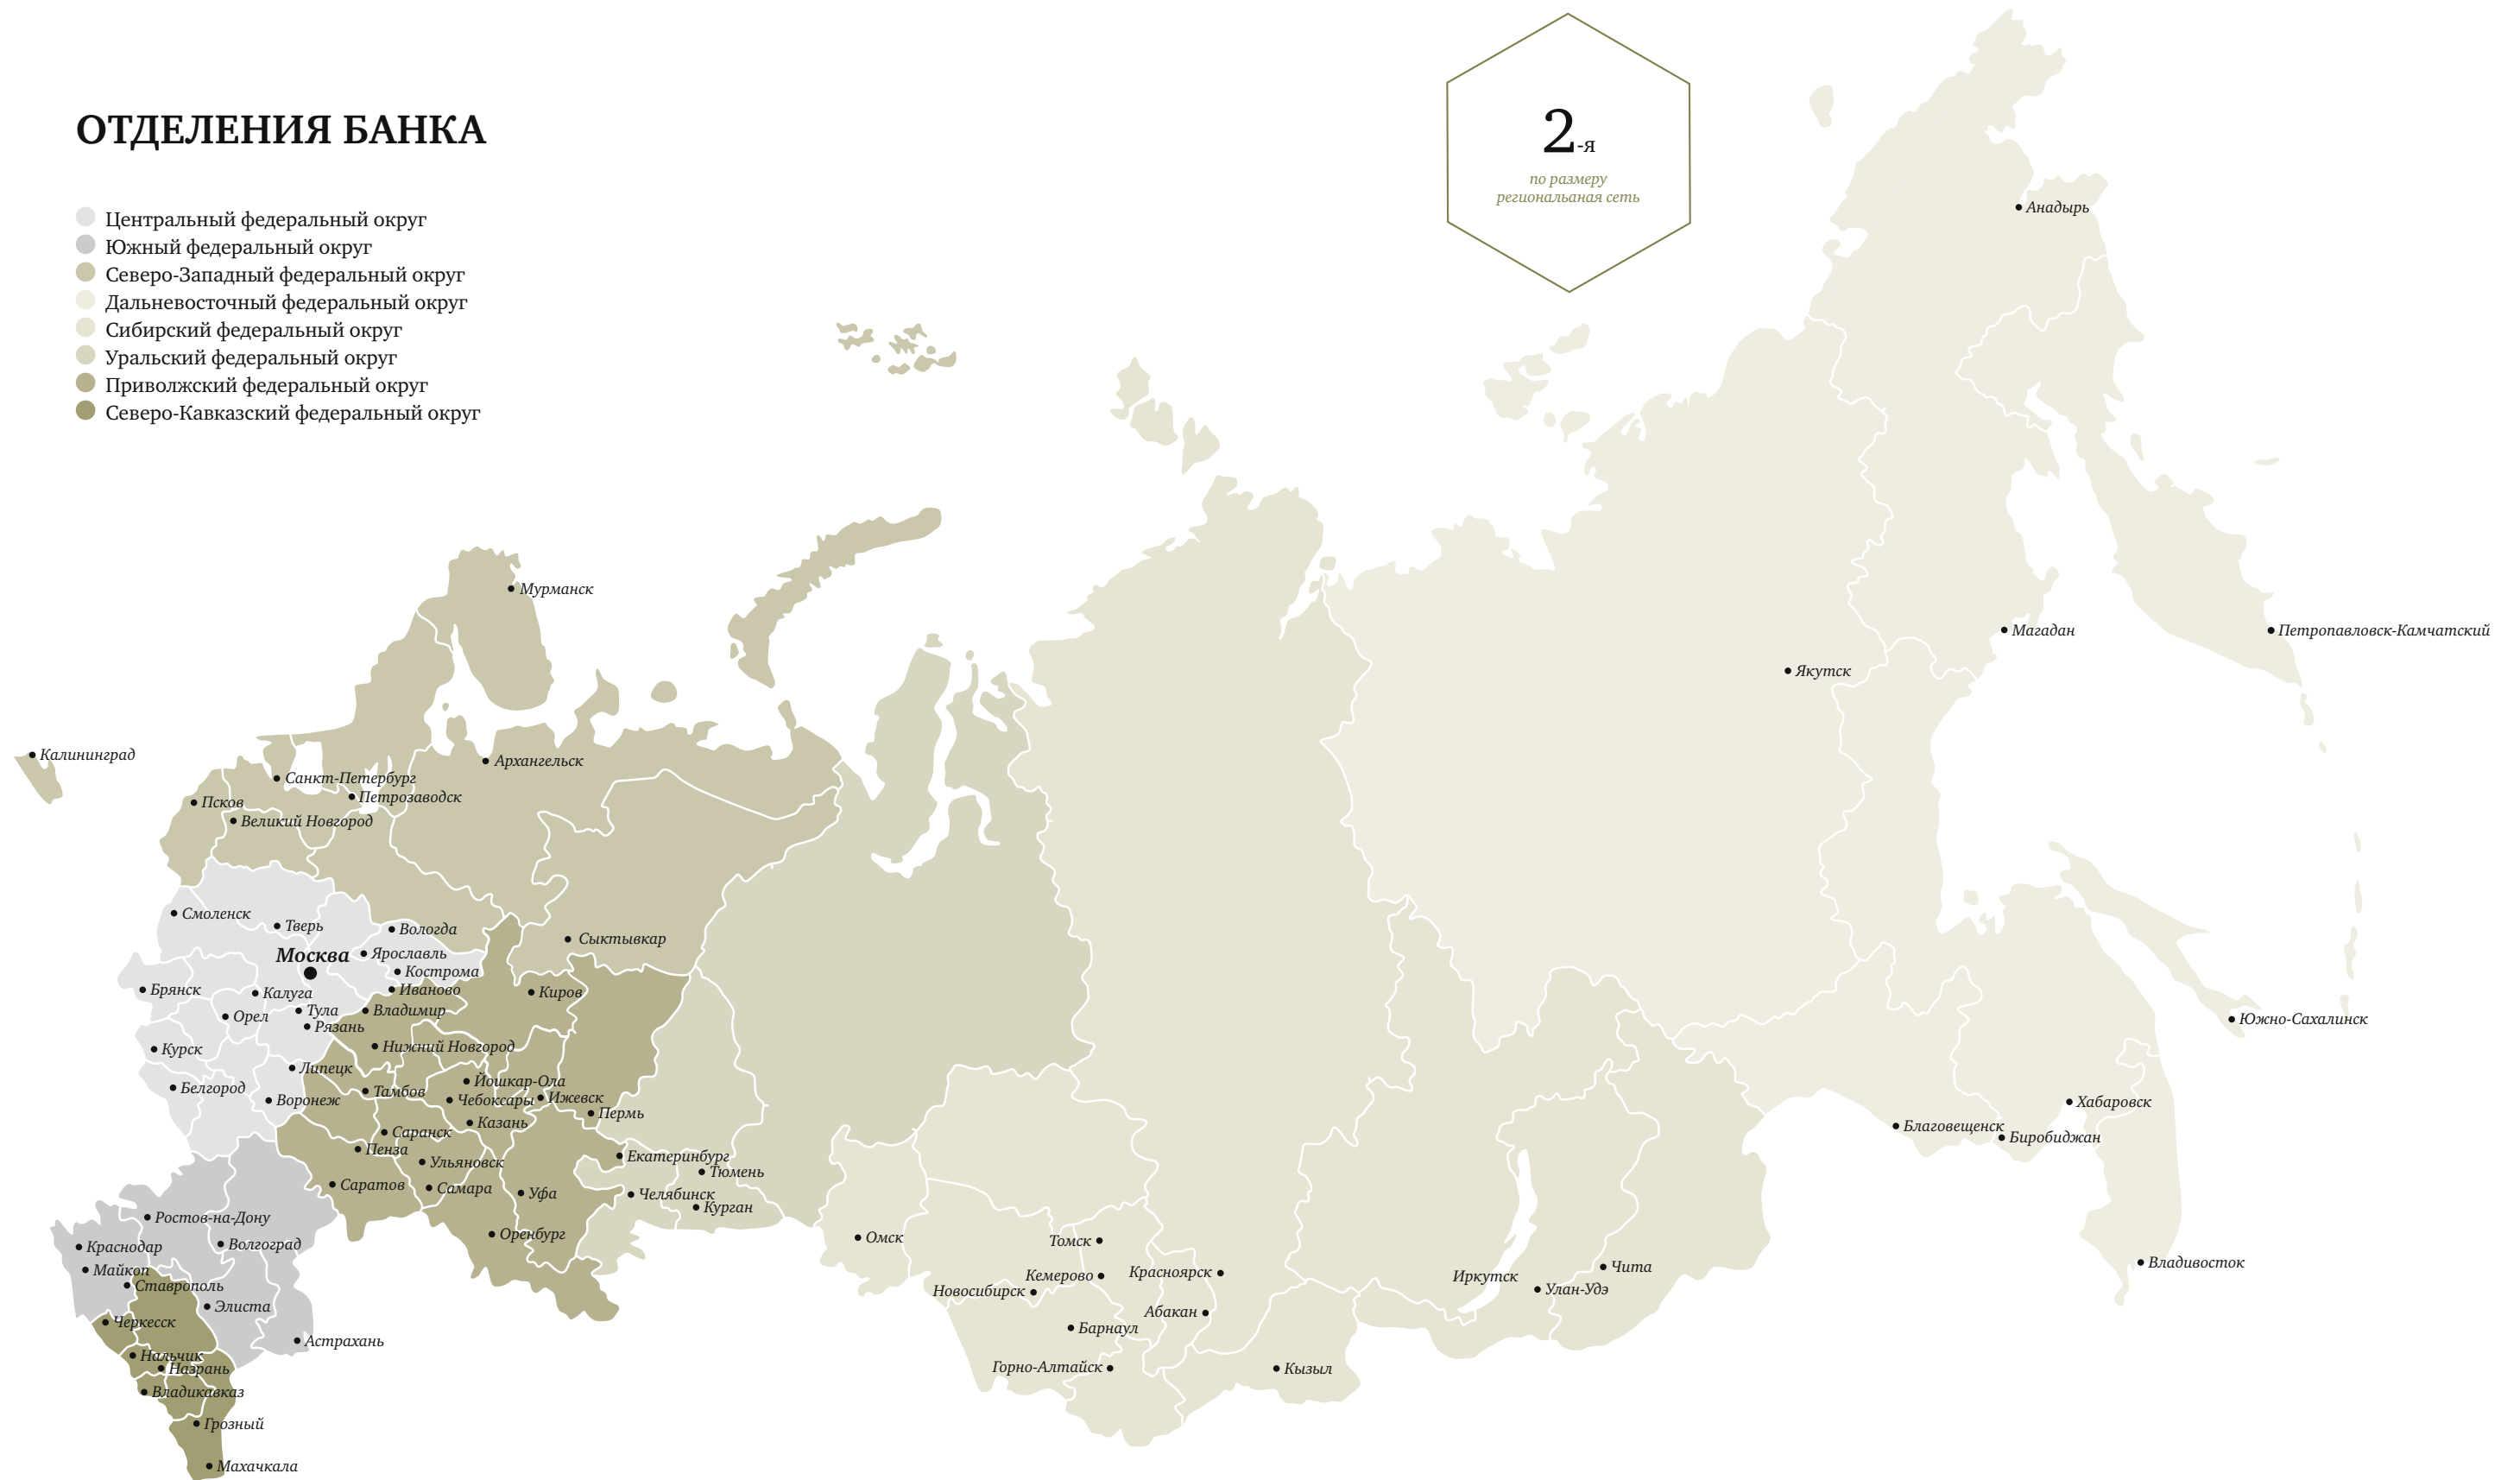 ОТДЕЛЕНИЯ БАНКА
Центральный федеральный округ
Южный федеральный округ
Северо-Западный федеральный округ
Дальневосточный федеральный округ
Сибирский федеральный округ
Уральский федеральный округ
Приволжский федеральный округ
Северо-Кавказский федеральный округ
2-я
по размеру
региональаная сеть
Анадырь
Мурманск
Магадан
Петропавловск-Камчатский
Якутск
Калининград
Архангельск
Санкт-Петербург
Петрозаводск
Псков
Великий Новгород
Смоленск
Тверь
Вологда
Сыктывкар
Москва
Ярославль
Кострома
Брянск
Калуга
Иваново
Киров
Орел
Тула
Владимир
Рязань
Южно-Сахалинск
Курск
Нижний Новгород
Липецк
Йошкар-Ола
Белгород
Тамбов
Воронеж
Чебоксары
Ижевск
Пермь
Хабаровск
Казань
Саранск
Благовещенск
Биробиджан
Пенза
Ульяновск
Екатеринбург
Тюмень
Саратов
Самара
Уфа
Челябинск
Курган
Ростов-на-Дону
Оренбург
Краснодар
Волгоград
Омск
Томск
Майкоп
Ставрополь
Кемерово
Красноярск
Иркутск
Чита
Владивосток
Новосибирск
Улан-Удэ
Элиста
Абакан
Черкесск
Барнаул
Астрахань
Нальчик
Назрань
Горно-Алтайск
Кызыл
Владикавказ
Грозный
Махачкала